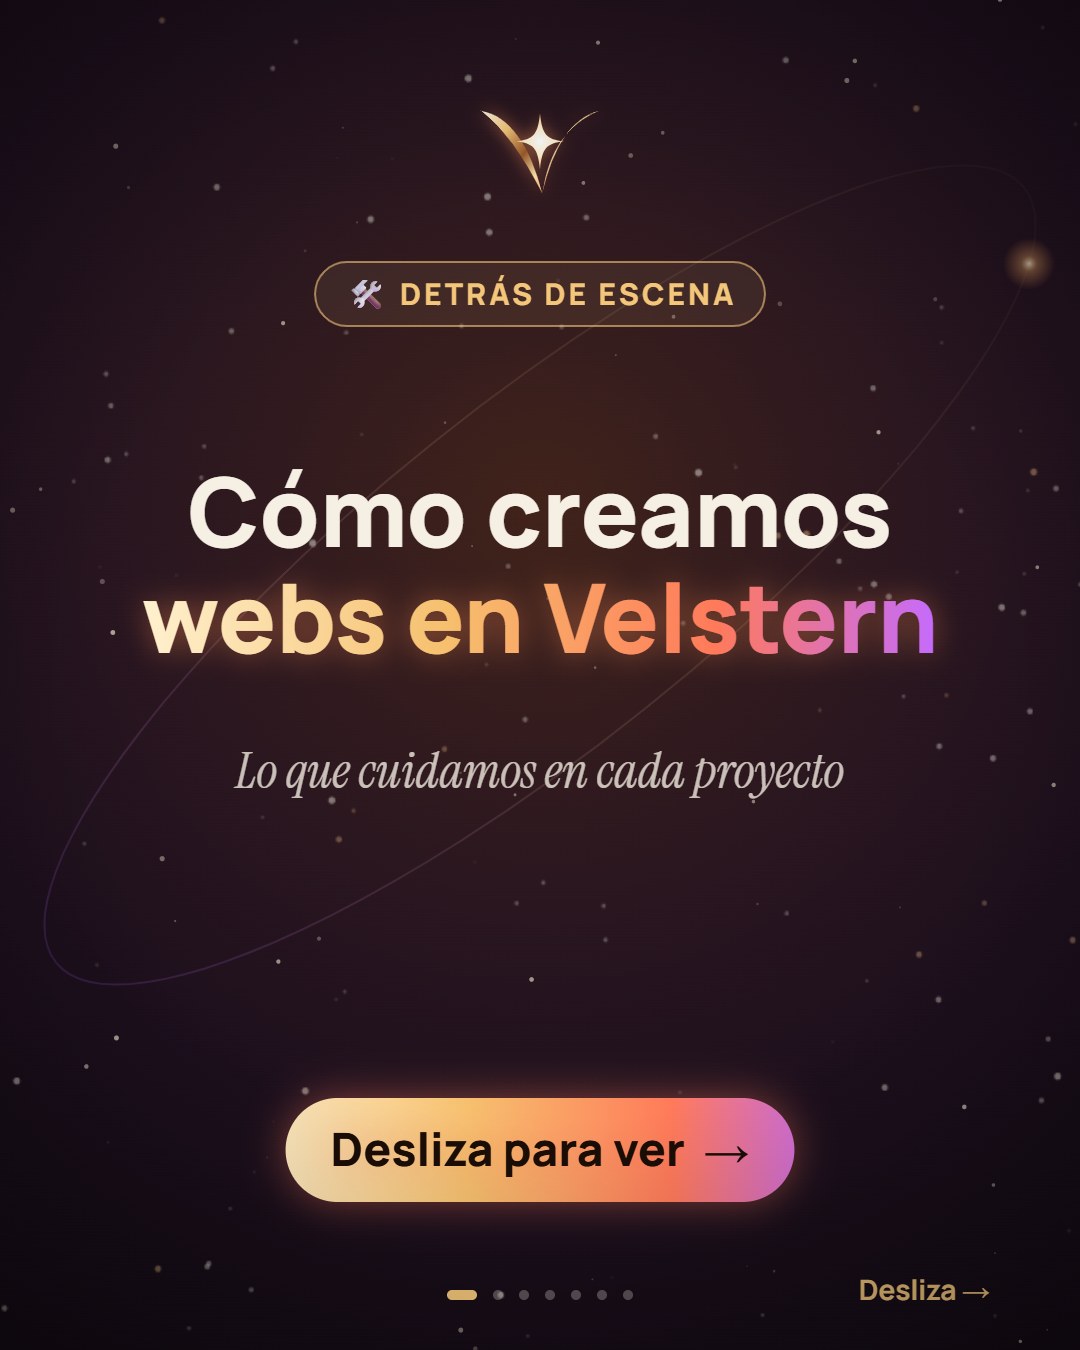 🛠️ DETRÁS DE ESCENA
Cómo creamos
webs en Velstern
Lo que cuidamos en cada proyecto
Desliza para ver →
Desliza →